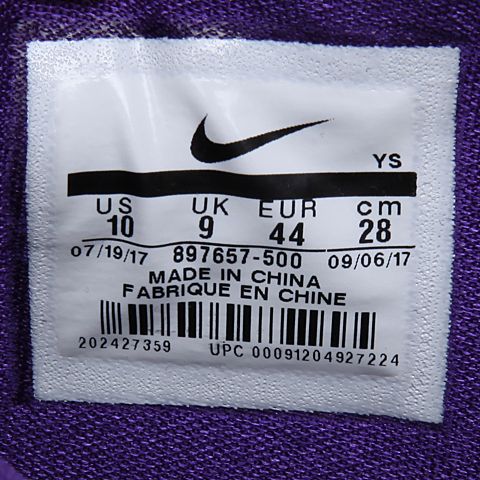 YS
US UK EUR cm
10 9 44 28
07/19/17 897657-500 09/06/17
MADE IN CHINA
FABRIQUE EN CHINE
202427359 UPC 00091204927224